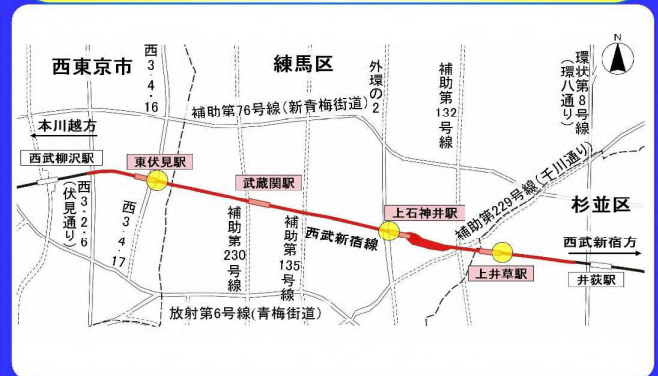 西東京市
練馬区
杉並区
N
西3・4・16
外環の2
補助第132号線
環状第8号線
(環八通り)
補助第76号線(新青梅街道)
本川越方
西武柳沢駅
東伏見駅
武蔵関駅
上石神井駅
補助第229号線(千川通り)
西3・2・6
(伏見通り)
西3・4・17
補助第230号線
補助第135号線
西武新宿線
上井草駅
西武新宿方
井荻駅
放射第6号線(青梅街道)